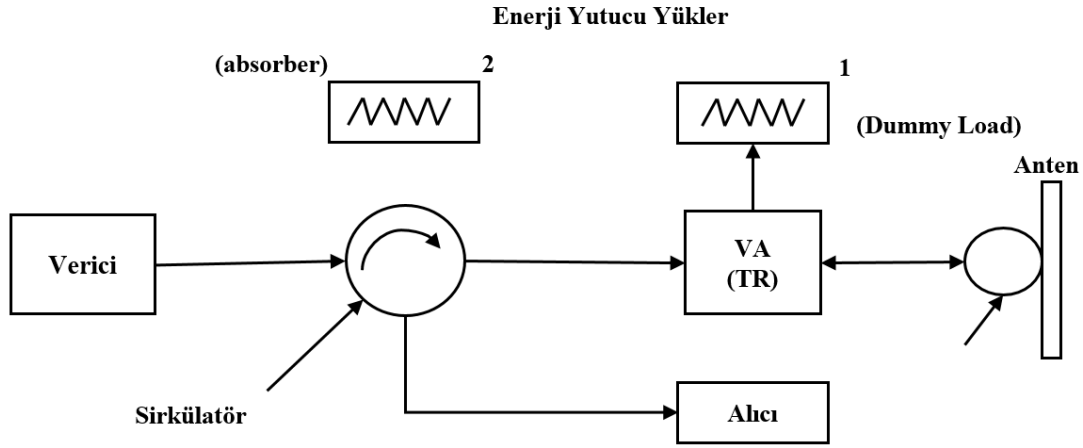 Enerji Yutucu Yükler
(absorber)
2
1
(Dummy Load)
Anten
Verici
VA
(TR)
Sirkülatör
Alıcı